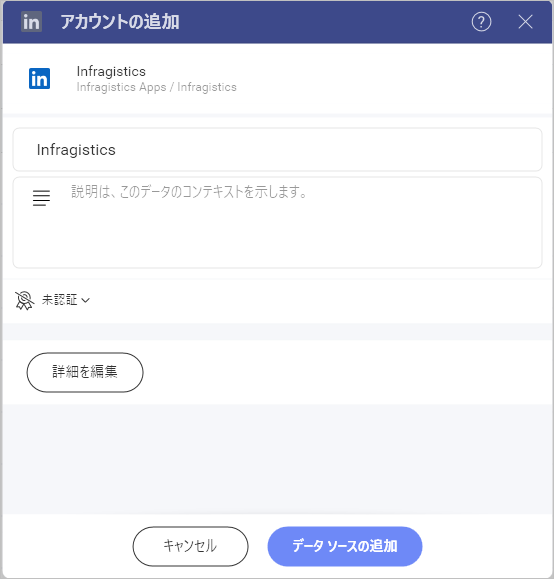 in アカウントの追加 ?
in Infragistics
Infragistics Apps / Infragistics
Infragistics
説明は、このデータのコンテキストを示します。
未認証
詳細を編集
キャンセル データ ソースの追加